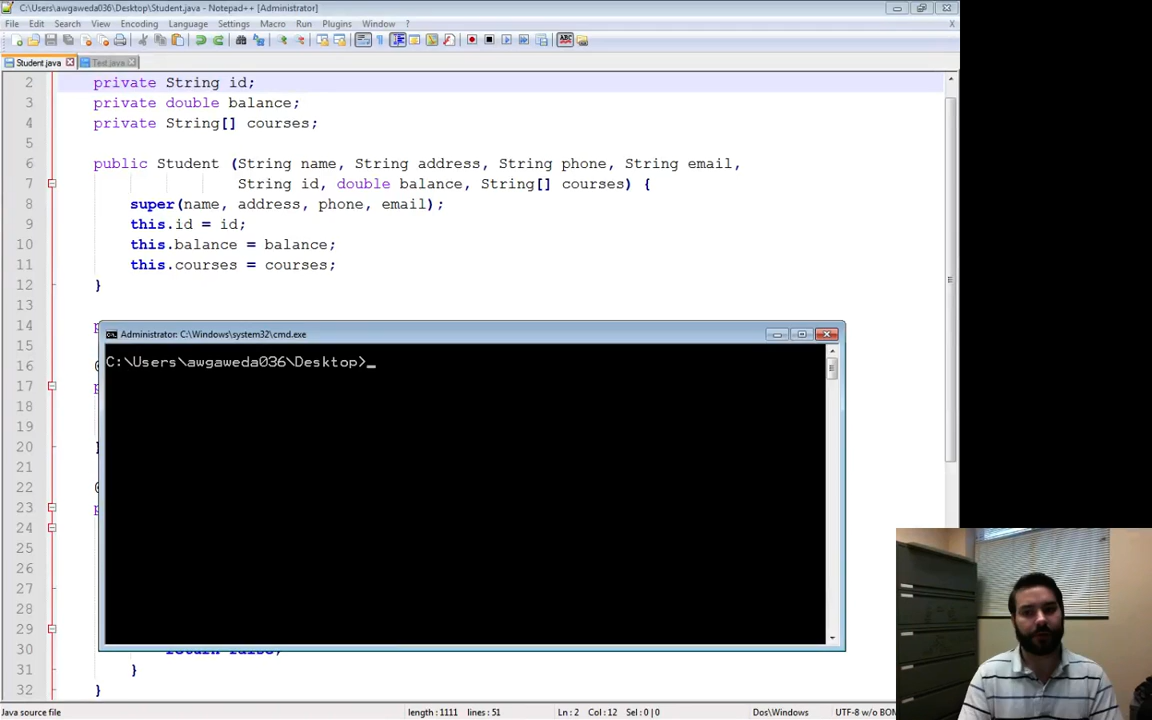 C:\Users\awgaweda036\Desktop\Student.java - Notepad++ [Administrator]
File Edit Search View Encoding Language Settings Macro Run Plugins Window ? X
Student.java Test.java
2 private String id;
3 private double balance;
4 private String[] courses;
5
6 public Student (String name, String address, String phone, String email,
7 String id, double balance, String[] courses) {
8 super(name, address, phone, email);
9 this.id = id;
10 this.balance = balance;
11 this.courses = courses;
12 }
13
14
15
16
17
18
19
20
21
22
23
24
25
26
27
28
29
30 return false;
31 }
32 }
Administrator: C:\Windows\system32\cmd.exe
C:\Users\awgaweda036\Desktop>_
Java source file length : 1111 lines : 51 Ln : 2 Col : 12 Sel : 0 | 0 Dos\Windows UTF-8 w/o BOM